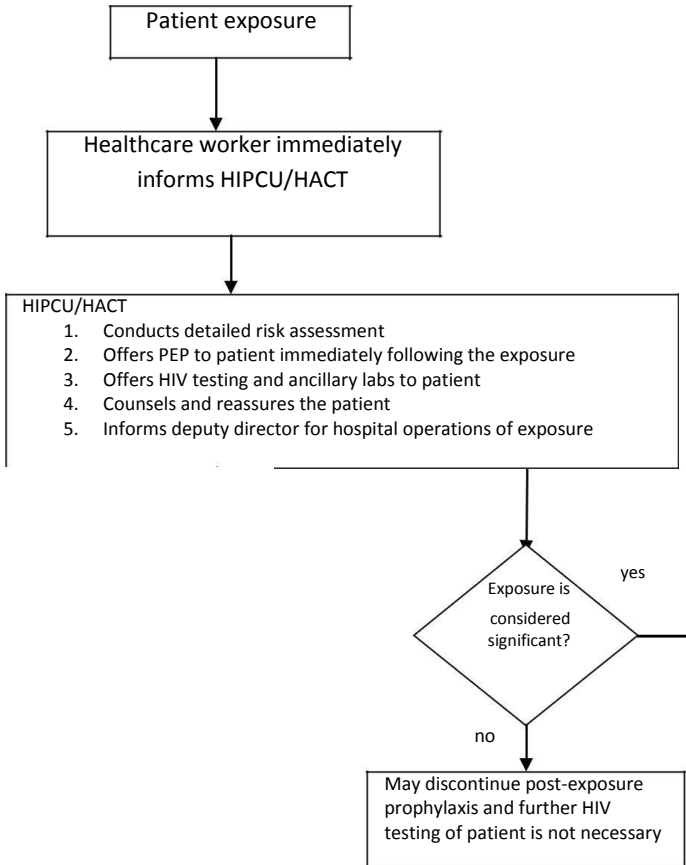 Patient exposure
Healthcare worker immediately
informs HIPCU/HACT
HIPCU/HACT
1. Conducts detailed risk assessment
2. Offers PEP to patient immediately following the exposure
3. Offers HIV testing and ancillary labs to patient
4. Counsels and reassures the patient
5. Informs deputy director for hospital operations of exposure
yes
Exposure is
considered
significant?
no
May discontinue post-exposure
prophylaxis and further HIV
testing of patient is not necessary